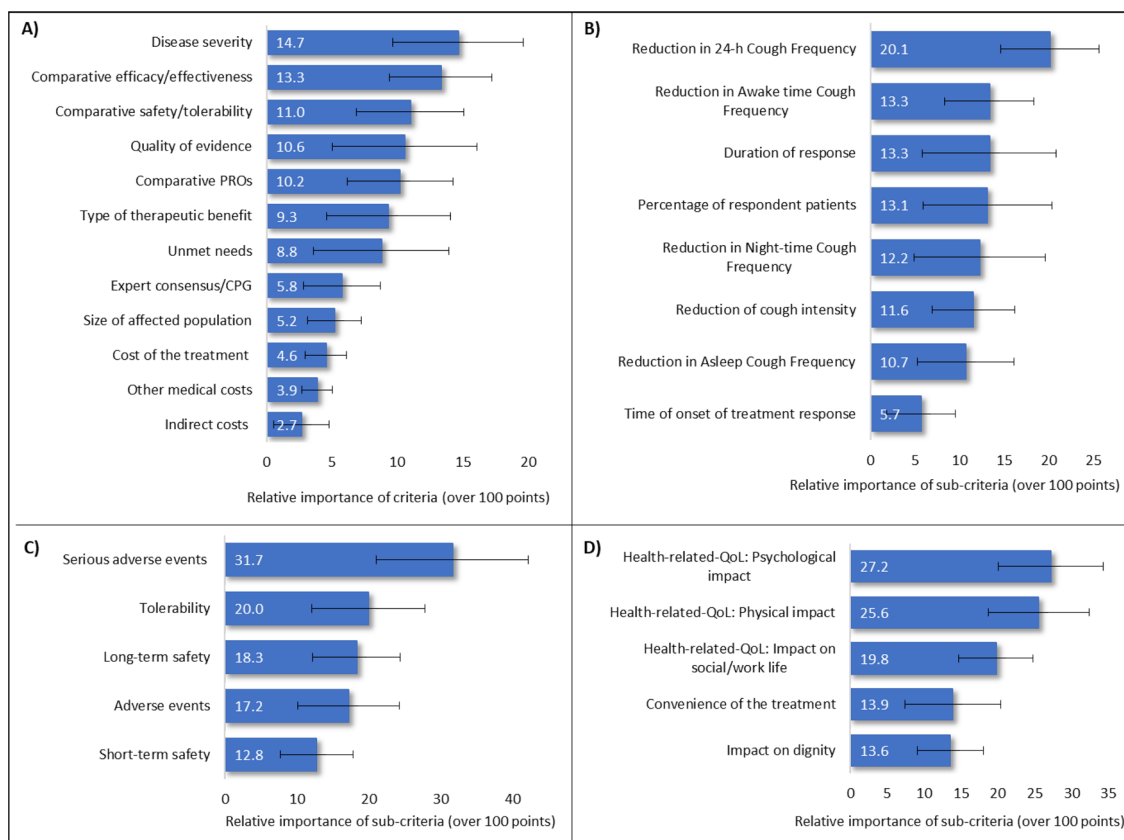 A)
Disease severity 14.7
Comparative efficacy/effectiveness 13.3
Comparative safety/tolerability 11.0
Quality of evidence 10.6
Comparative PROs 10.2
Type of therapeutic benefit 9.3
Unmet needs 8.8
Expert consensus/CPG 5.8
Size of affected population 5.2
Cost of the treatment 4.6
Other medical costs 3.9
Indirect costs 2.7
0 5 10 15 20
Relative importance of criteria (over 100 points)
B)
Reduction in 24-h Cough Frequency 20.1
Reduction in Awake time Cough
Frequency
13.3
Duration of response 13.3
Percentage of respondent patients 13.1
Reduction in Night-time Cough
Frequency
12.2
Reduction of cough intensity 11.6
Reduction in Asleep Cough Frequency 10.7
Time of onset of treatment response 5.7
0 5 10 15 20 25
Relative importance of sub-criteria (over 100 points)
C)
Serious adverse events 31.7
Tolerability 20.0
Long-term safety 18.3
Adverse events 17.2
Short-term safety 12.8
0 10 20 30 40
Relative importance of sub-criteria (over 100 points)
D)
Health-related-QoL: Psychological
impact
27.2
Health-related-QoL: Physical impact 25.6
Health-related-QoL: Impact on
social/work life
19.8
Convenience of the treatment 13.9
Impact on dignity 13.6
0 5 10 15 20 25 30 35
Relative importance of sub-criteria (over 100 points)